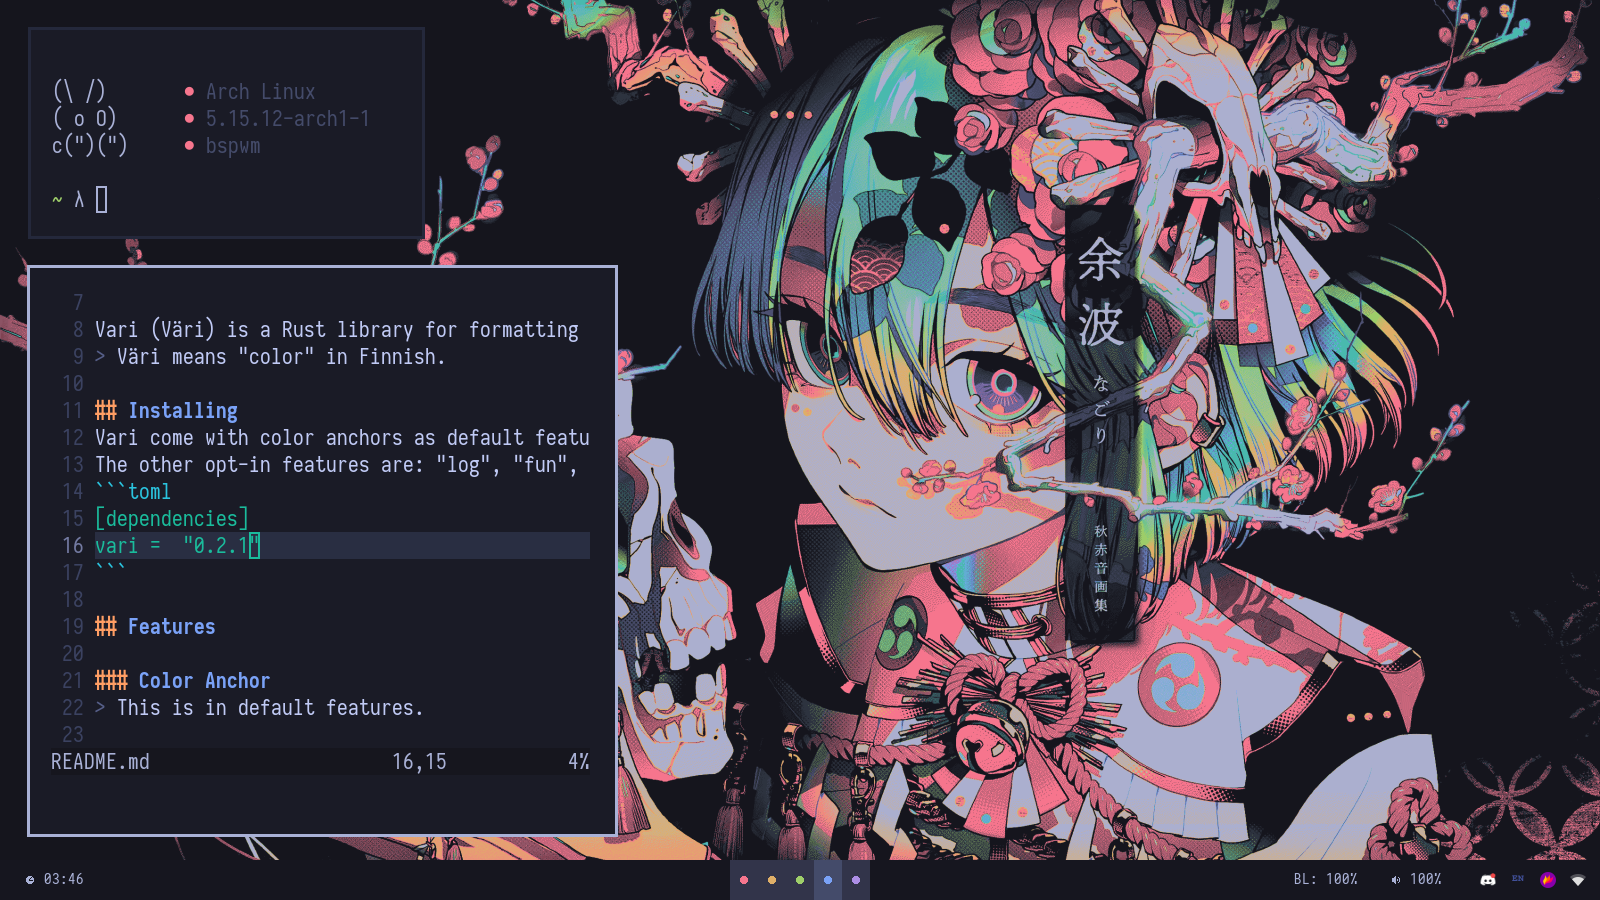 (\ /)
( o O)
c(")(")
● Arch Linux
● 5.15.12-arch1-1
● bspwm
~ λ
7
8 Vari (Väri) is a Rust library for formatting
9 > Väri means "color" in Finnish.
10
11 ## Installing
12 Vari come with color anchors as default featu
13 The other opt-in features are: "log", "fun",
14 ```toml
15 [dependencies]
16 vari =  "0.2.1"
17 ```
18
19 ## Features
20
21 ### Color Anchor
22 > This is in default features.
23
README.md 16,15 4%
余波
なごり
秋赤音画集
03:46
BL: 100%
100%
EN